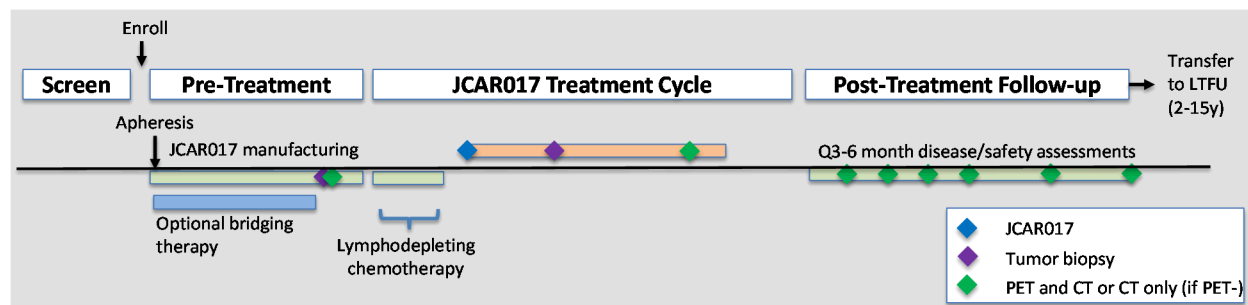 Enroll
Screen
Pre-Treatment
JCAR017 Treatment Cycle
Post-Treatment Follow-up
Transfer
to LTFU
(2-15y)
Apheresis
JCAR017 manufacturing
Q3-6 month disease/safety assessments
Optional bridging
therapy
Lymphodepleting
chemotherapy
JCAR017
Tumor biopsy
PET and CT or CT only (if PET-)